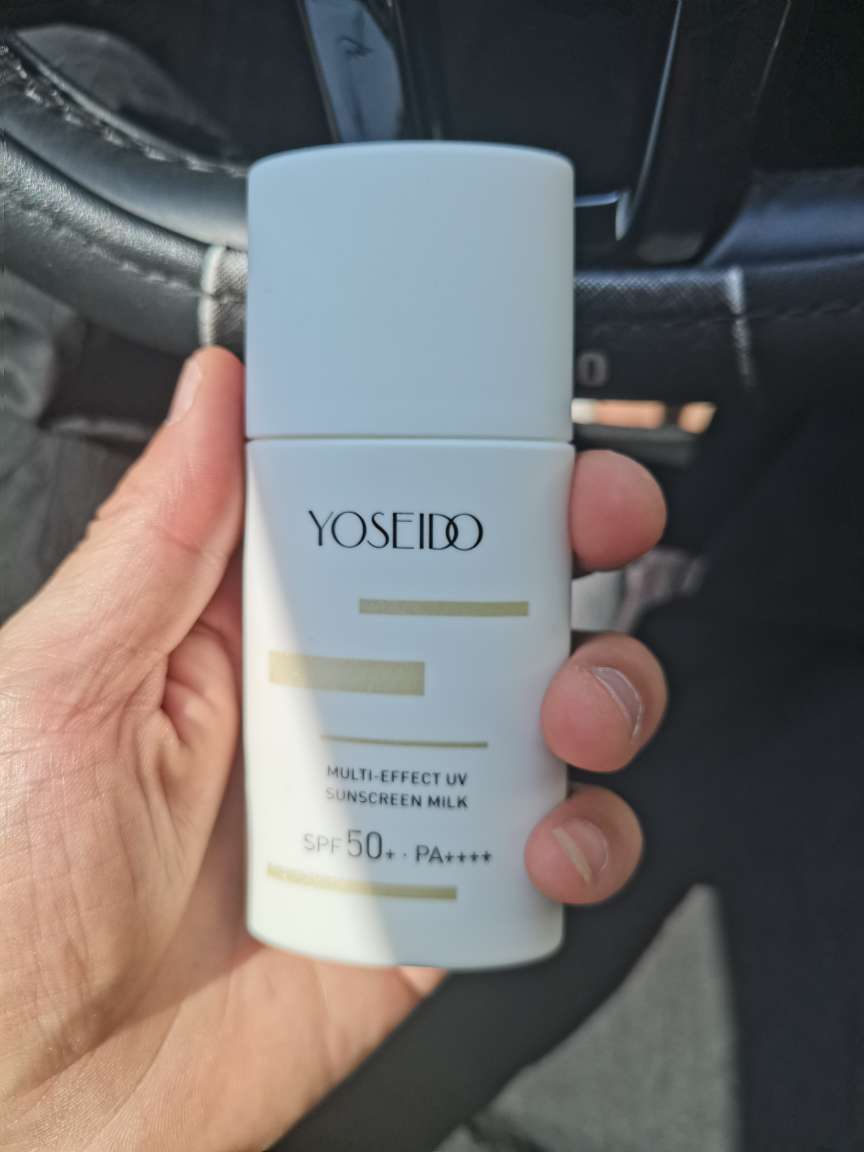 YOSEIDO
MULTI-EFFECT UV
SUNSCREEN MILK
SPF50+ · PA++++